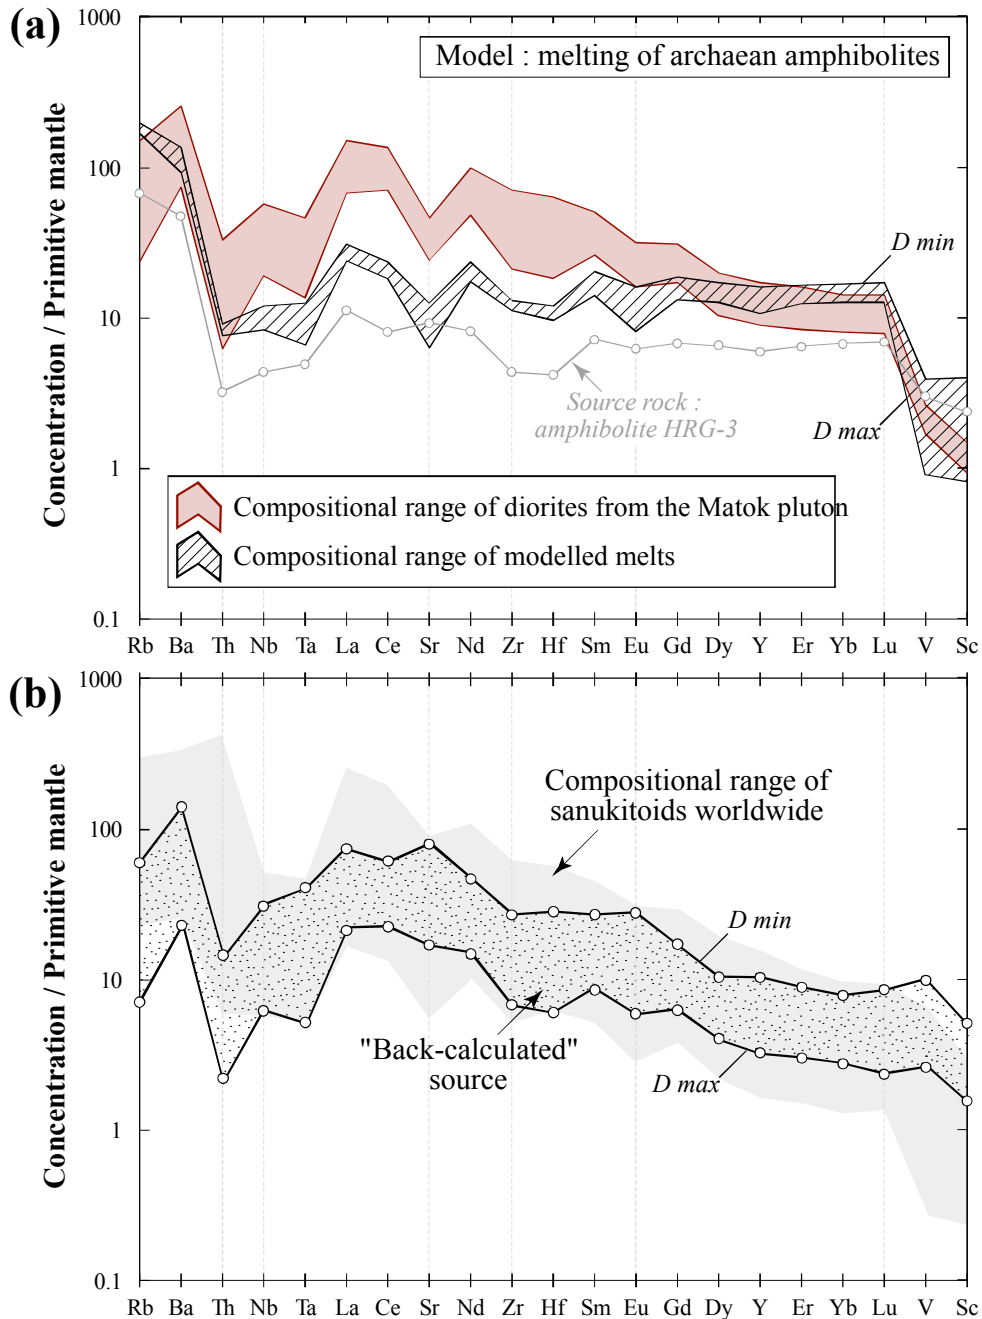 (a)
Concentration / Primitive mantle
1000
100
10
1
0.1
Model : melting of archaean amphibolites
D min
Source rock :
amphibolite HRG-3
D max
Compositional range of diorites from the Matok pluton
Compositional range of modelled melts
Rb Ba Th Nb Ta La Ce Sr Nd Zr Hf Sm Eu Gd Dy Y Er Yb Lu V Sc
(b)
Concentration / Primitive mantle
1000
100
10
1
0.1
Compositional range of
sanukitoids worldwide
D min
"Back-calculated"
source
D max
Rb Ba Th Nb Ta La Ce Sr Nd Zr Hf Sm Eu Gd Dy Y Er Yb Lu V Sc